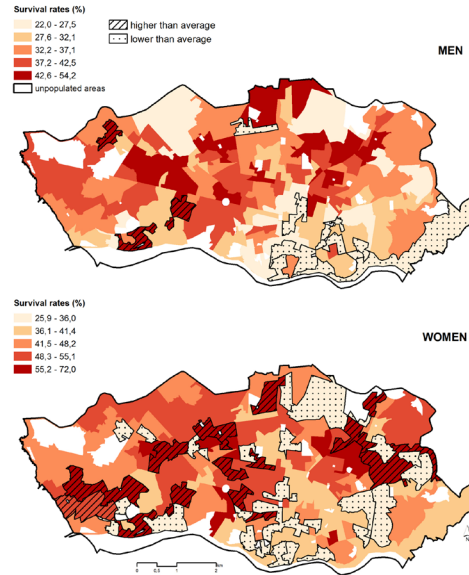 Survival rates (%)
22,0 - 27,5
27,6 - 32,1
32,2 - 37,1
37,2 - 42,5
42,6 - 54,2
unpopulated areas
higher than average
lower than average
MEN
Survival rates (%)
25,9 - 36,0
36,1 - 41,4
41,5 - 48,2
48,3 - 55,1
55,2 - 72,0
WOMEN
0 0,5 1 2